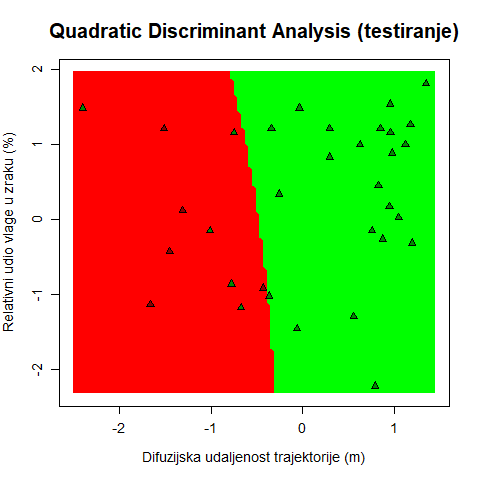 Quadratic Discriminant Analysis (testiranje)
2
1
0
-1
-2
Relativni udio vlage u zraku (%)
-2 -1 0 1
Difuzijska udaljenost trajektorije (m)